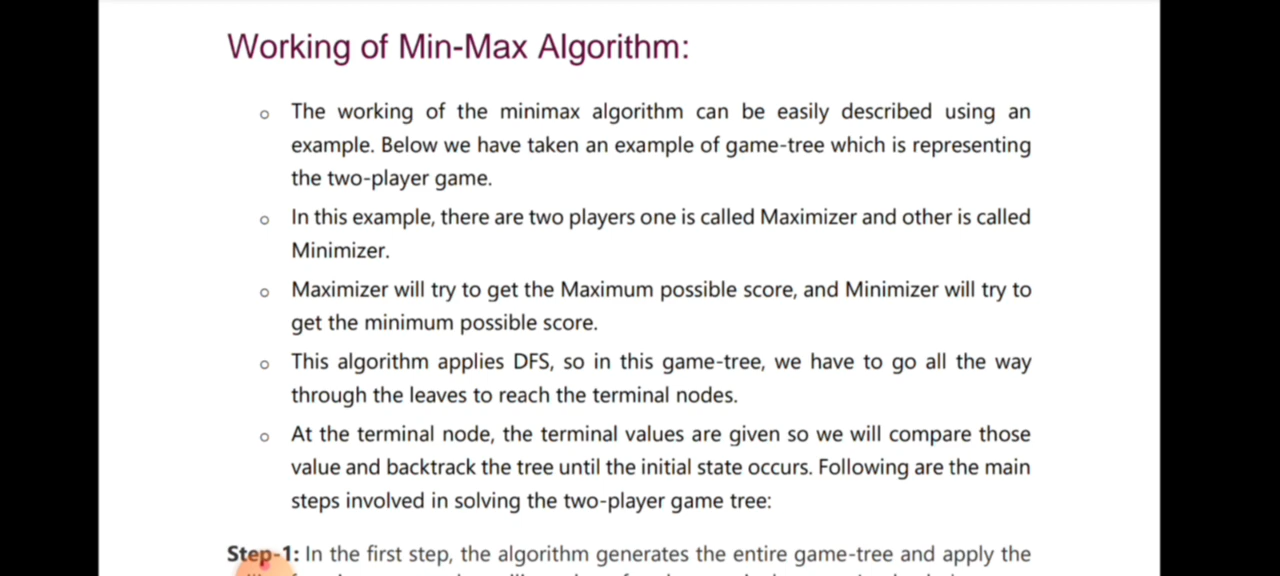 Working of Min-Max Algorithm:
o The working of the minimax algorithm can be easily described using an
example. Below we have taken an example of game-tree which is representing
the two-player game.
o In this example, there are two players one is called Maximizer and other is called
Minimizer.
o Maximizer will try to get the Maximum possible score, and Minimizer will try to
get the minimum possible score.
o This algorithm applies DFS, so in this game-tree, we have to go all the way
through the leaves to reach the terminal nodes.
o At the terminal node, the terminal values are given so we will compare those
value and backtrack the tree until the initial state occurs. Following are the main
steps involved in solving the two-player game tree:
Step-1: In the first step, the algorithm generates the entire game-tree and apply the